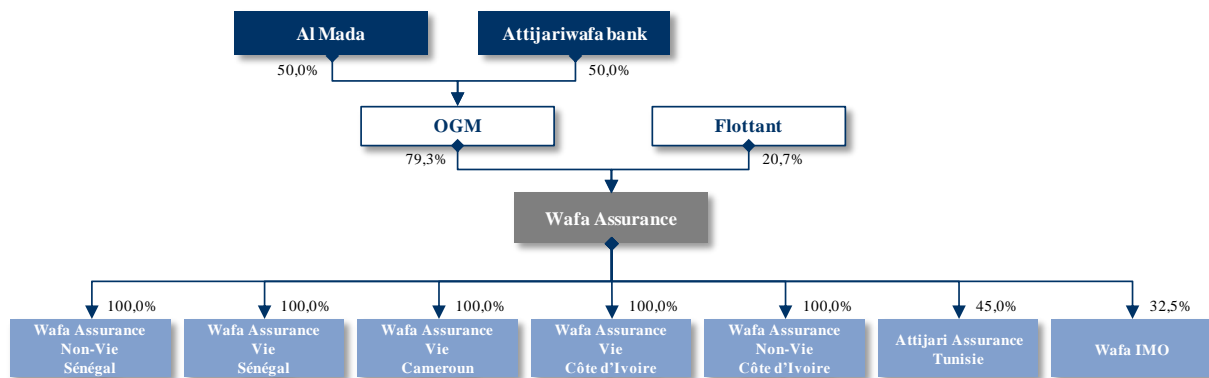 Al Mada
Attijariwafa bank
50,0%
50,0%
OGM
Flottant
79,3%
20,7%
Wafa Assurance
100,0%
100,0%
100,0%
100,0%
100,0%
45,0%
32,5%
Wafa Assurance
Non-Vie
Sénégal
Wafa Assurance
Vie
Sénégal
Wafa Assurance
Vie
Cameroun
Wafa Assurance
Vie
Côte d’Ivoire
Wafa Assurance
Non-Vie
Côte d’Ivoire
Attijari Assurance
Tunisie
Wafa IMO